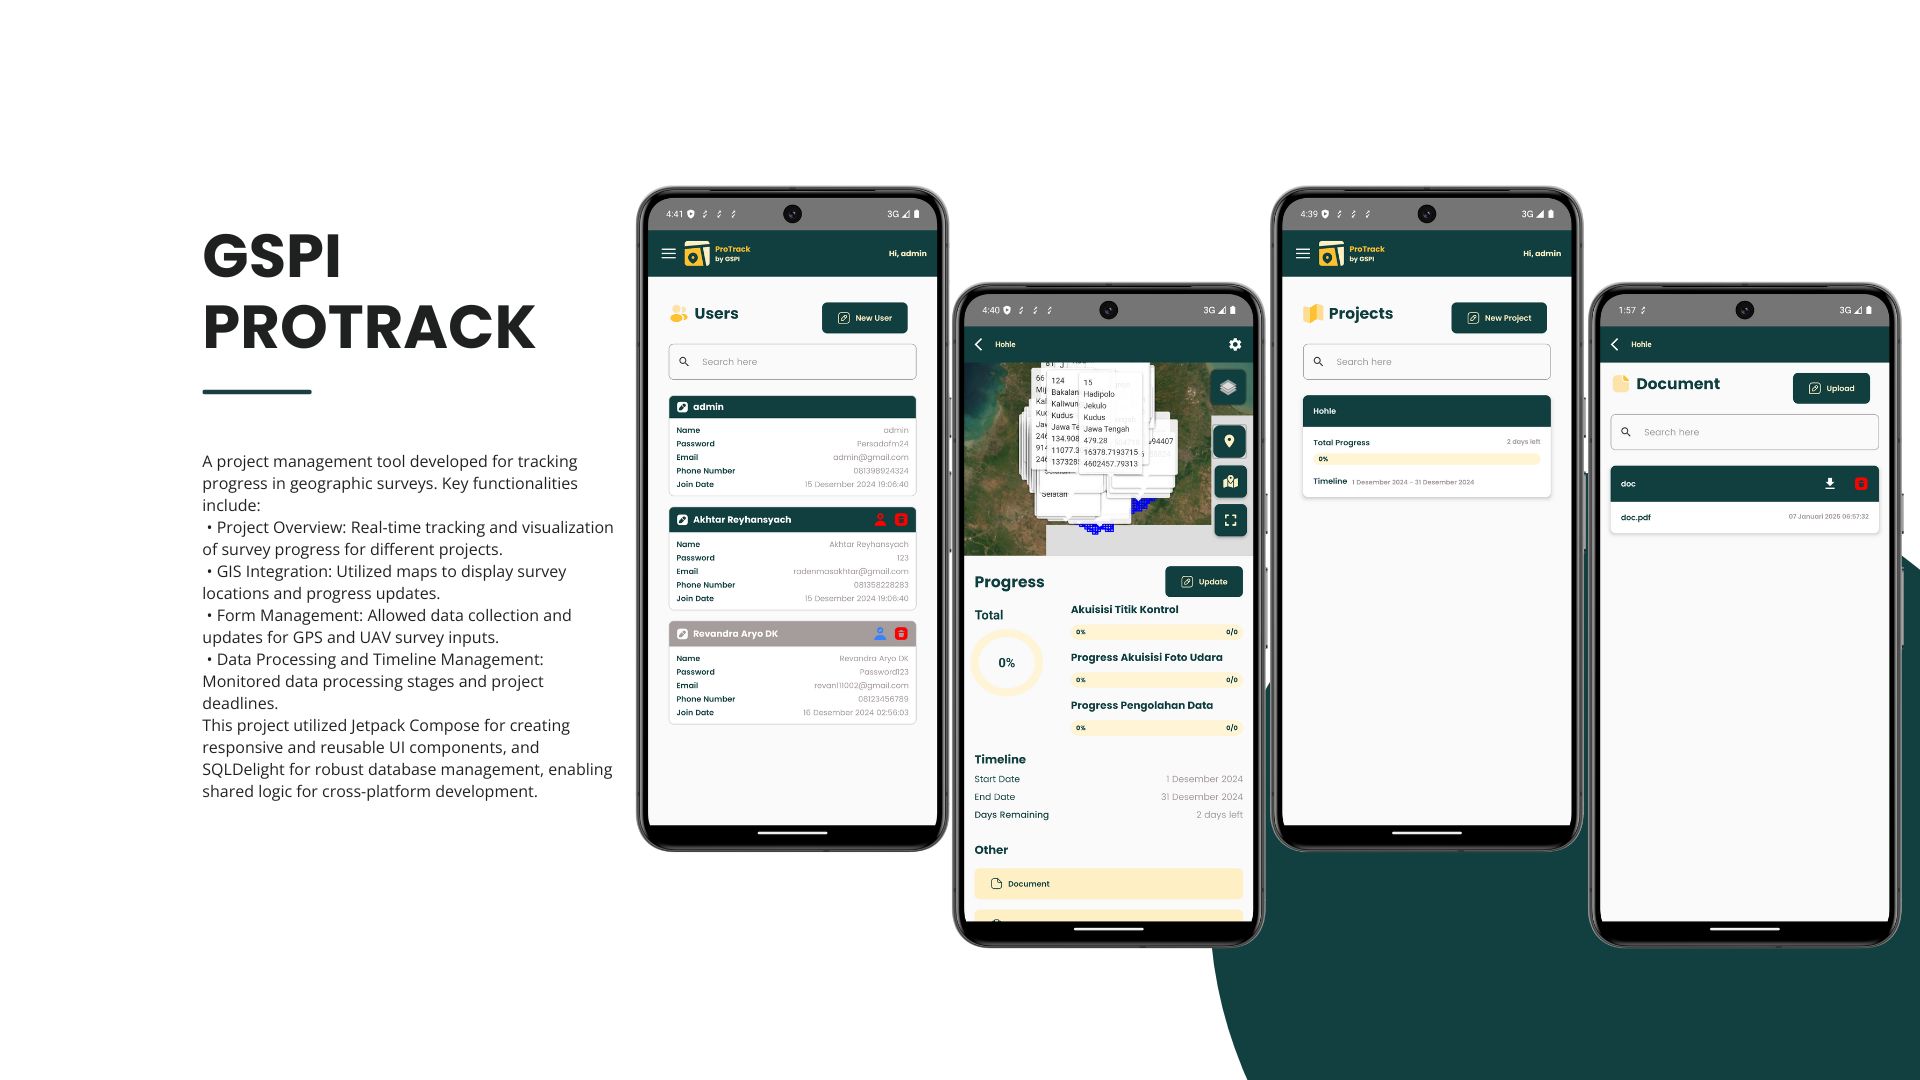 GSPI
PROTRACK
A project management tool developed for tracking
progress in geographic surveys. Key functionalities
include:
• Project Overview: Real-time tracking and visualization
of survey progress for different projects.
• GIS Integration: Utilized maps to display survey
locations and progress updates.
• Form Management: Allowed data collection and
updates for GPS and UAV survey inputs.
• Data Processing and Timeline Management:
Monitored data processing stages and project
deadlines.
This project utilized Jetpack Compose for creating
responsive and reusable UI components, and
SQLDelight for robust database management, enabling
shared logic for cross-platform development.
4:41 3G
ProTrack
by GSPI
Hi, admin
Users
New User
Search here
admin
Name admin
Password Persadafm24
Email admin@gmail.com
Phone Number 081398924324
Join Date 15 Desember 2024 19:06:40
Akhtar Reyhansyach
Name Akhtar Reyhansyach
Password 123
Email radenmasakhtar@gmail.com
Phone Number 081358228283
Join Date 15 Desember 2024 19:06:40
Revandra Aryo DK
Name Revandra Aryo DK
Password Password123
Email revan111002@gmail.com
Phone Number 08123456789
Join Date 16 Desember 2024 02:56:03
4:40 3G
Hohle
66 124 15
Bakalan Hadipolo
Kaliwun Jekulo
Kudus Kudus
Jawa Te Jawa Tengah
134.908 479.28
11077.3 16378.7193715
137328 4602457.79313
94407
Selatan
Progress
Update
Total
0%
Akuisisi Titik Kontrol
0% 0/0
Progress Akuisisi Foto Udara
0% 0/0
Progress Pengolahan Data
0% 0/0
Timeline
Start Date 1 Desember 2024
End Date 31 Desember 2024
Days Remaining 2 days left
Other
Document
4:39 3G
ProTrack
by GSPI
Hi, admin
Projects
New Project
Search here
Hohle
Total Progress 2 days left
0%
Timeline 1 Desember 2024 - 31 Desember 2024
1:57 3G
Hohle
Document
Upload
Search here
doc
doc.pdf 07 Januari 2025 06:57:32